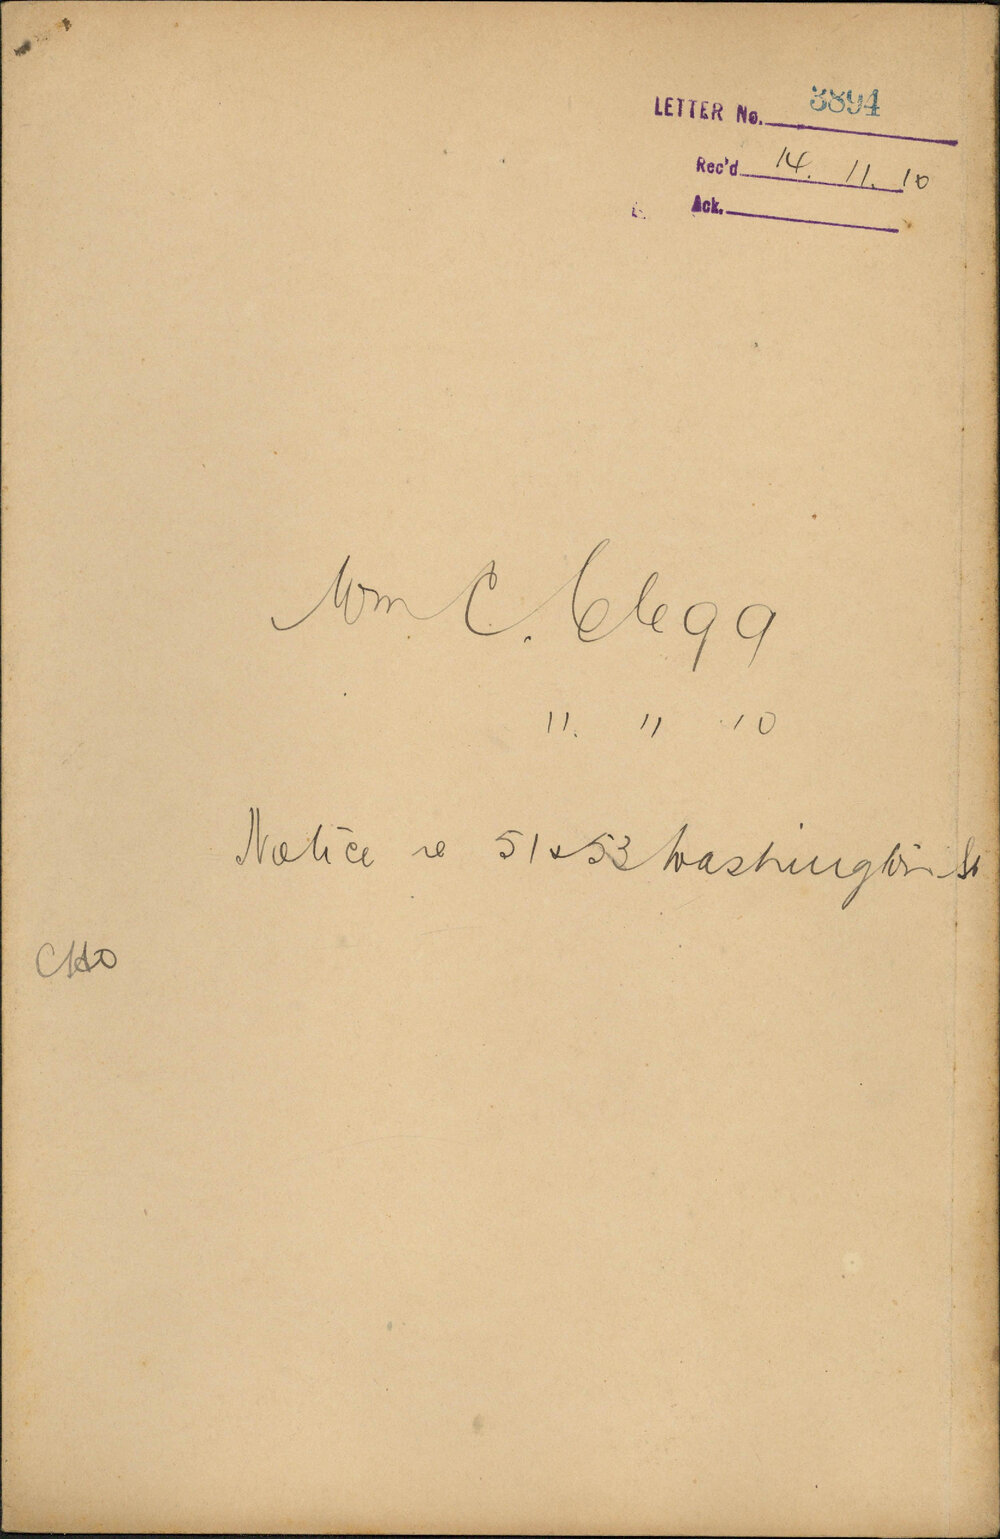 LETTER No. 3894
Rec'd 14. 11. 10
Ack.
Wm C. Clegg
11. 11 10
Notice re 51 & 53 Washington St
CHO